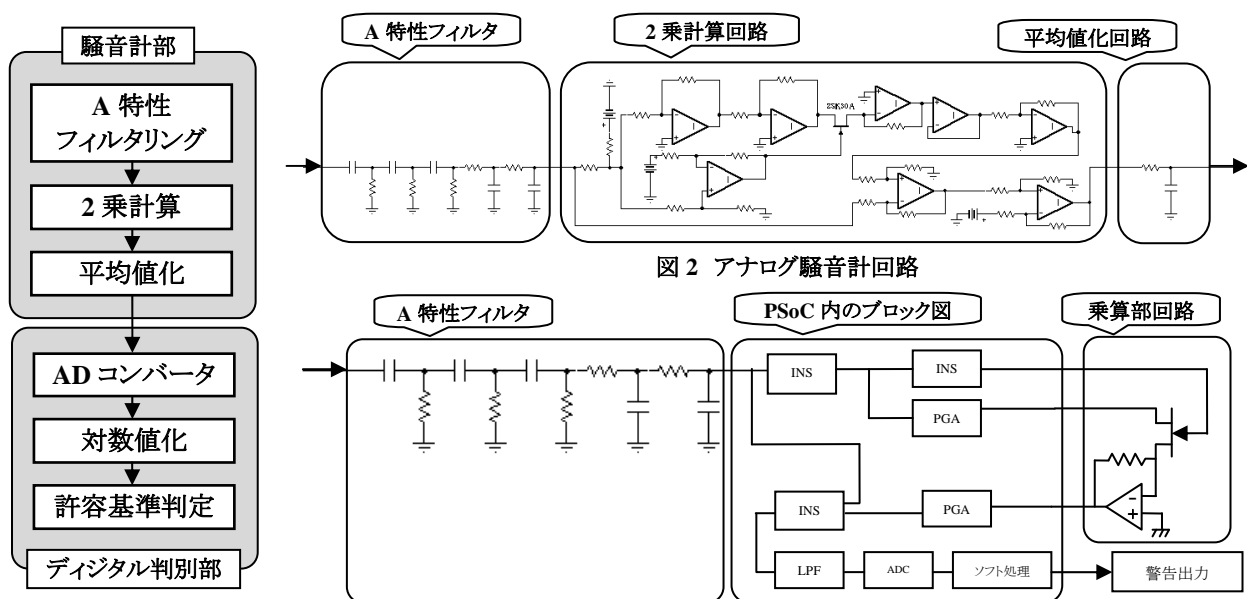 騒音計部
A 特性
フィルタリング
2 乗計算
平均値化
AD コンバータ
対数値化
許容基準判定
ディジタル判別部
A 特性フィルタ
2 乗計算回路
平均値化回路
2SK30A
図 2 アナログ騒音計回路
A 特性フィルタ
PSoC 内のブロック図
乗算部回路
INS
INS
PGA
INS
PGA
LPF
ADC
ソフト処理
警告出力